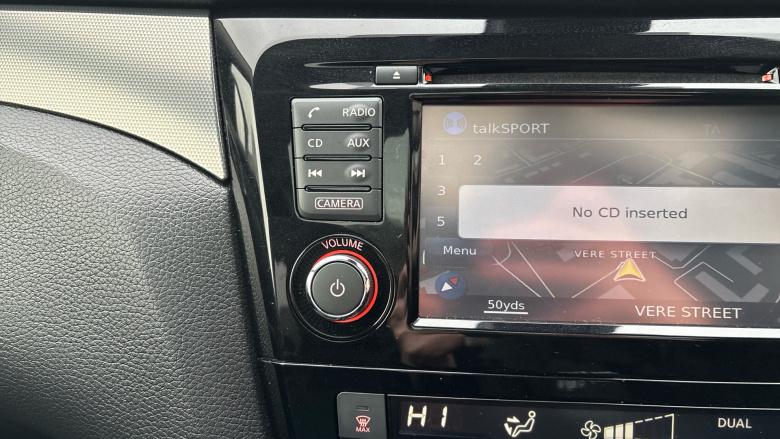 RADIO
CD AUX
CAMERA
VOLUME
talkSPORT TA
1 2
3
5
No CD inserted
Menu
VERE STREET
50yds
VERE STREET
MAX
HI
DUAL